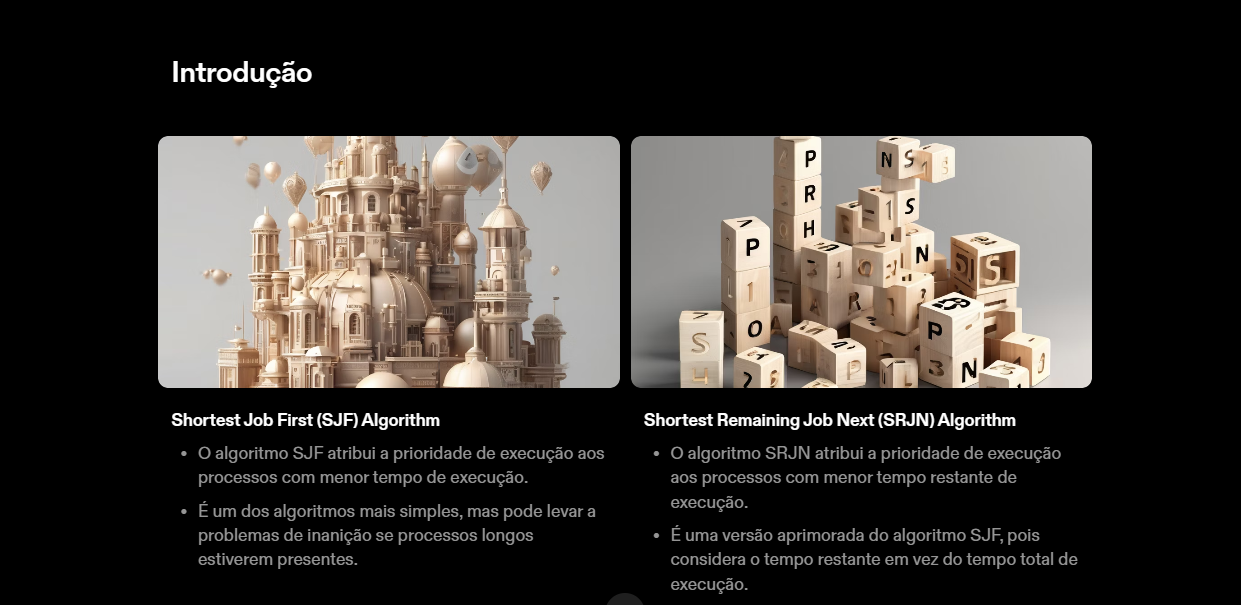 Introdução
P
R
H
P
O
N
S
S
N
S
P
N
Shortest Job First (SJF) Algorithm
• O algoritmo SJF atribui a prioridade de execução aos
processos com menor tempo de execução.
• É um dos algoritmos mais simples, mas pode levar a
problemas de inanição se processos longos
estiverem presentes.
Shortest Remaining Job Next (SRJN) Algorithm
• O algoritmo SRJN atribui a prioridade de execução
aos processos com menor tempo restante de
execução.
• É uma versão aprimorada do algoritmo SJF, pois
considera o tempo restante em vez do tempo total de
execução.